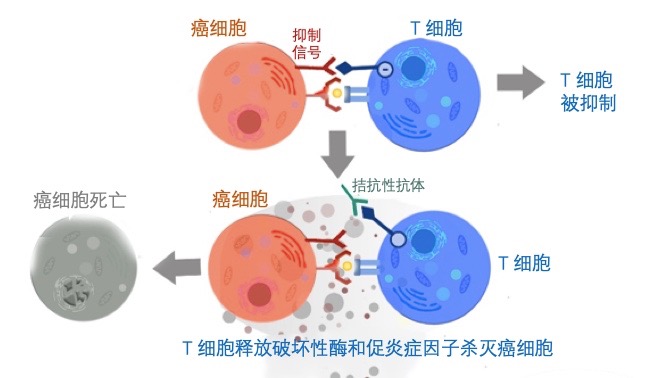 癌细胞
T 细胞
抑制
信号
T 细胞
被抑制
癌细胞死亡
癌细胞
拮抗性抗体
T 细胞
T 细胞释放破坏性酶和促炎症因子杀灭癌细胞